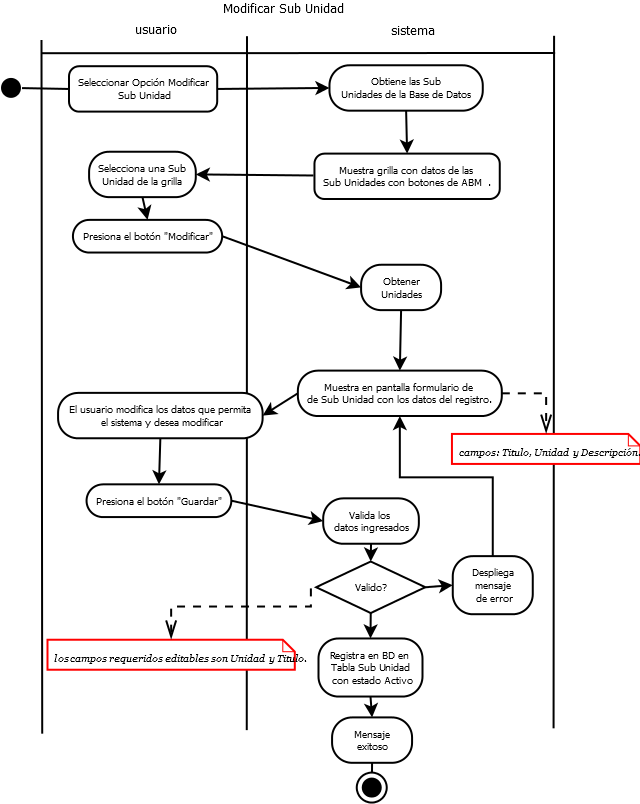 Modificar Sub Unidad
usuario
sistema
Seleccionar Opción Modificar
Sub Unidad
Obtiene las Sub
Unidades de la Base de Datos
Muestra grilla con datos de las
Sub Unidades con botones de ABM .
Selecciona una Sub
Unidad de la grilla
Presiona el botón "Modificar"
Obtener
Unidades
Muestra en pantalla formulario de
de Sub Unidad con los datos del registro.
El usuario modifica los datos que permita
el sistema y desea modificar
campos: Titulo, Unidad y Descripción.
Presiona el botón "Guardar"
Valida los
datos ingresados
Valido?
Despliega
mensaje
de error
los campos requeridos editables son Unidad y Titulo.
Registra en BD en
Tabla Sub Unidad
con estado Activo
Mensaje
exitoso